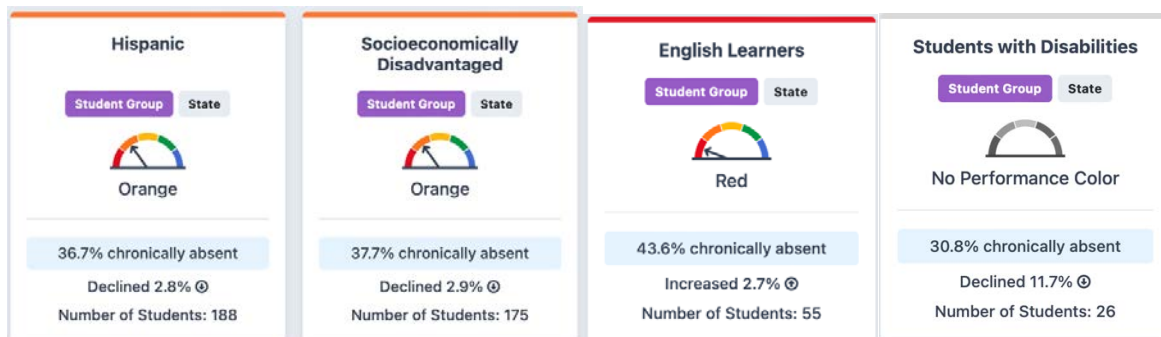 Hispanic
Student Group State
Orange
36.7% chronically absent
Declined 2.8%
Number of Students: 188
Socioeconomically
Disadvantaged
Student Group State
Orange
37.7% chronically absent
Declined 2.9%
Number of Students: 175
English Learners
Student Group State
Red
43.6% chronically absent
Increased 2.7%
Number of Students: 55
Students with Disabilities
Student Group State
No Performance Color
30.8% chronically absent
Declined 11.7%
Number of Students: 26